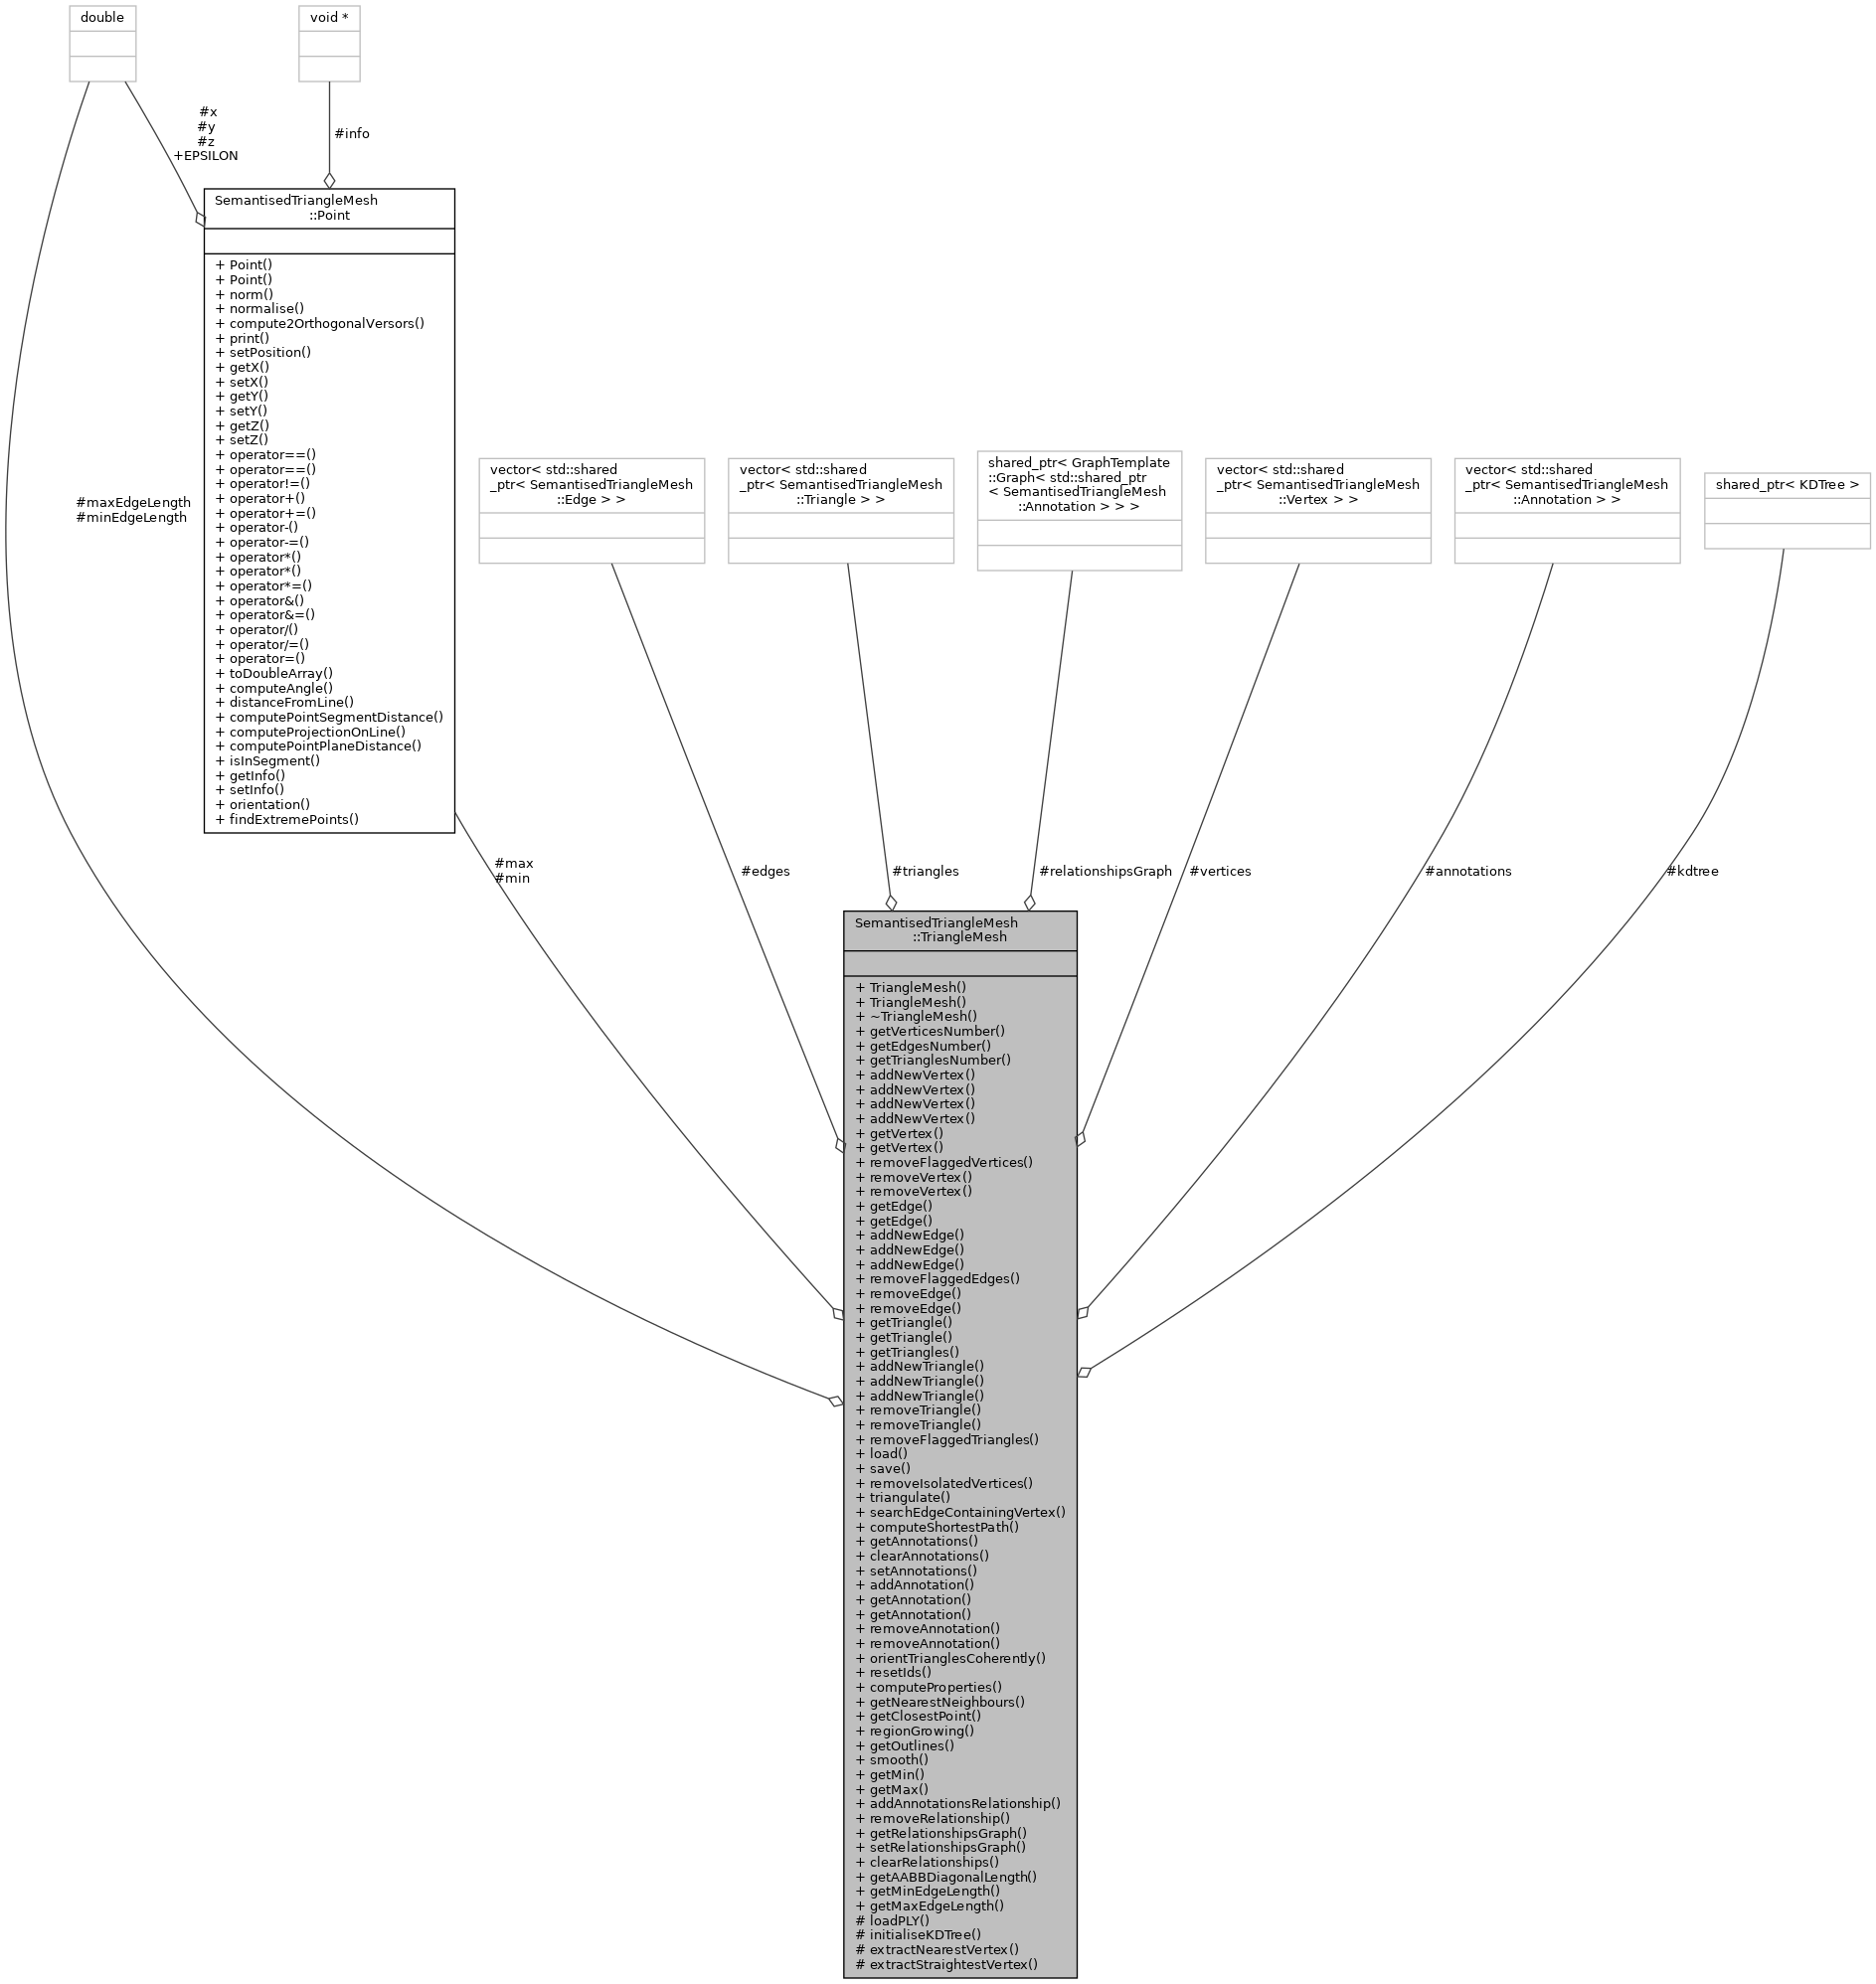 double
void *
#x
#y
#z
+EPSILON
#info
SemantisedTriangleMesh
::Point
+ Point()
+ Point()
+ norm()
+ normalise()
+ compute2OrthogonalVersors()
+ print()
+ setPosition()
+ getX()
+ setX()
+ getY()
+ setY()
+ getZ()
+ setZ()
+ operator==()
+ operator==()
+ operator!=()
+ operator+()
+ operator+=()
+ operator-()
+ operator-=()
+ operator*()
+ operator*()
+ operator*=()
+ operator&()
+ operator&=()
+ operator/()
+ operator/=()
+ operator=()
+ toDoubleArray()
+ computeAngle()
+ distanceFromLine()
+ computePointSegmentDistance()
+ computeProjectionOnLine()
+ computePointPlaneDistance()
+ isInSegment()
+ getInfo()
+ setInfo()
+ orientation()
+ findExtremePoints()
#maxEdgeLength
#minEdgeLength
vector< std::shared
_ptr< SemantisedTriangleMesh
::Edge > >
vector< std::shared
_ptr< SemantisedTriangleMesh
::Triangle > >
shared_ptr< GraphTemplate
::Graph< std::shared_ptr
< SemantisedTriangleMesh
::Annotation > > >
vector< std::shared
_ptr< SemantisedTriangleMesh
::Vertex > >
vector< std::shared
_ptr< SemantisedTriangleMesh
::Annotation > >
shared_ptr< KDTree >
#max
#min
#edges
#triangles
#relationshipsGraph
#vertices
#annotations
#kdtree
SemantisedTriangleMesh
::TriangleMesh
+ TriangleMesh()
+ TriangleMesh()
+ ~TriangleMesh()
+ getVerticesNumber()
+ getEdgesNumber()
+ getTrianglesNumber()
+ addNewVertex()
+ addNewVertex()
+ addNewVertex()
+ addNewVertex()
+ getVertex()
+ getVertex()
+ removeFlaggedVertices()
+ removeVertex()
+ removeVertex()
+ getEdge()
+ getEdge()
+ addNewEdge()
+ addNewEdge()
+ addNewEdge()
+ removeFlaggedEdges()
+ removeEdge()
+ removeEdge()
+ getTriangle()
+ getTriangle()
+ getTriangles()
+ addNewTriangle()
+ addNewTriangle()
+ addNewTriangle()
+ removeTriangle()
+ removeTriangle()
+ removeFlaggedTriangles()
+ load()
+ save()
+ removeIsolatedVertices()
+ triangulate()
+ searchEdgeContainingVertex()
+ computeShortestPath()
+ getAnnotations()
+ clearAnnotations()
+ setAnnotations()
+ addAnnotation()
+ getAnnotation()
+ getAnnotation()
+ removeAnnotation()
+ removeAnnotation()
+ orientTrianglesCoherently()
+ resetIds()
+ computeProperties()
+ getNearestNeighbours()
+ getClosestPoint()
+ regionGrowing()
+ getOutlines()
+ smooth()
+ getMin()
+ getMax()
+ addAnnotationsRelationship()
+ removeRelationship()
+ getRelationshipsGraph()
+ setRelationshipsGraph()
+ clearRelationships()
+ getAABBDiagonalLength()
+ getMinEdgeLength()
+ getMaxEdgeLength()
# loadPLY()
# initialiseKDTree()
# extractNearestVertex()
# extractStraightestVertex()